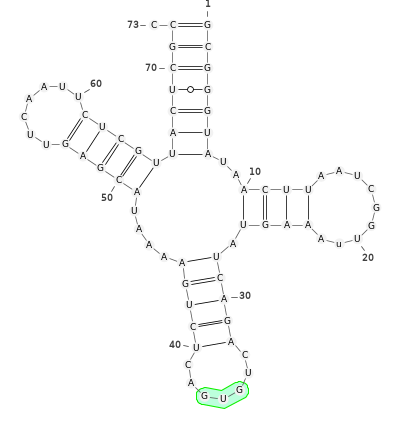 1
G C G G G U A U A A
10
C U U A A U C G G U
20
U A A A G U A U C A
30
G A C U G U G A C U
40
C U G A A A A U A C
50
G A G U U C A A U U
60
C U C G U U A C U C
70
G C C
73